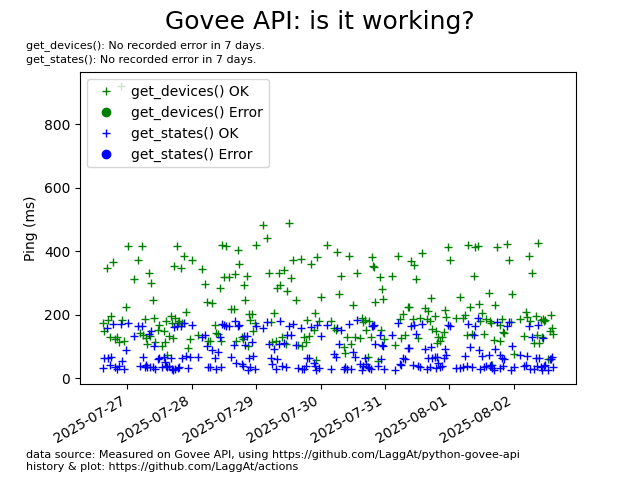 Govee API: is it working?
get_devices(): No recorded error in 7 days.
get_states(): No recorded error in 7 days.
get_devices() OK
get_devices() Error
get_states() OK
get_states() Error
800
600
400
200
0
Ping (ms)
2025-07-27
2025-07-28
2025-07-29
2025-07-30
2025-07-31
2025-08-01
2025-08-02
data source: Measured on Govee API, using https://github.com/LaggAt/python-govee-api
history & plot: https://github.com/LaggAt/actions